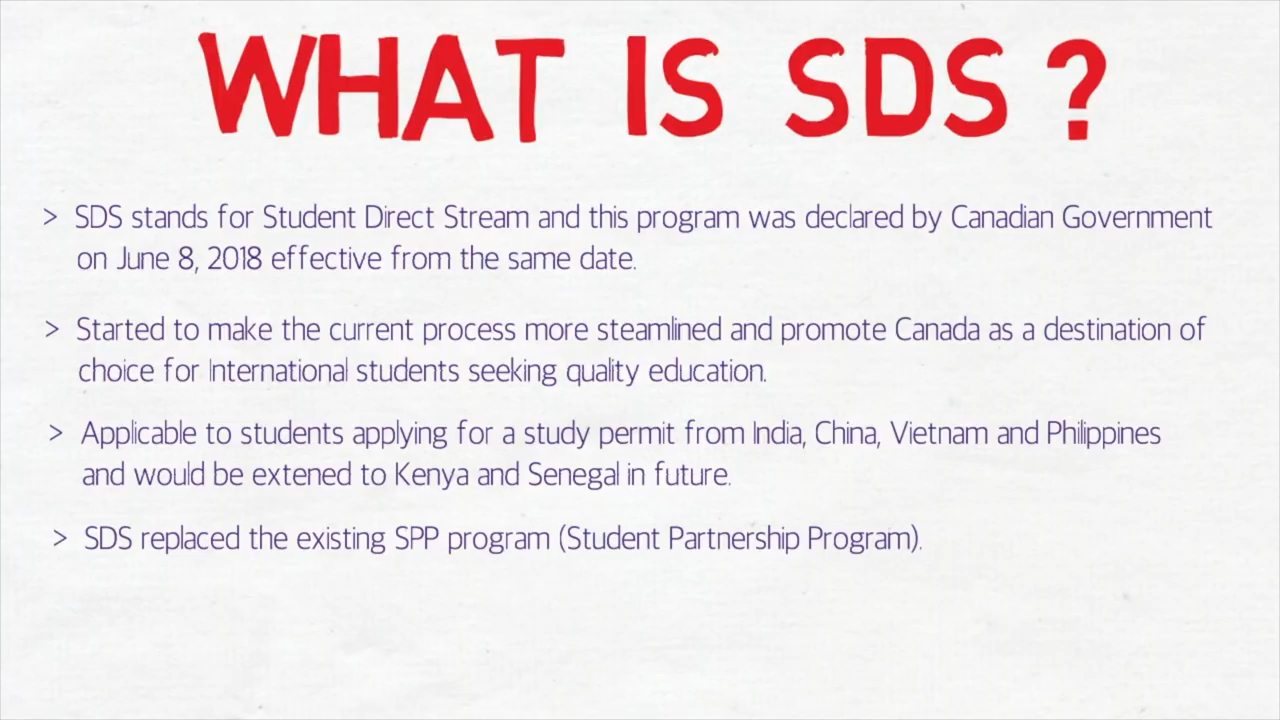 WHAT IS SDS ?
> SDS stands for Student Direct Stream and this program was declared by Canadian Government
on June 8, 2018 effective from the same date.
> Started to make the current process more steamlined and promote Canada as a destination of
choice for International students seeking quality education.
> Applicable to students applying for a study permit from India, China, Vietnam and Philippines
and would be extened to Kenya and Senegal in future.
> SDS replaced the existing SPP program (Student Partnership Program).